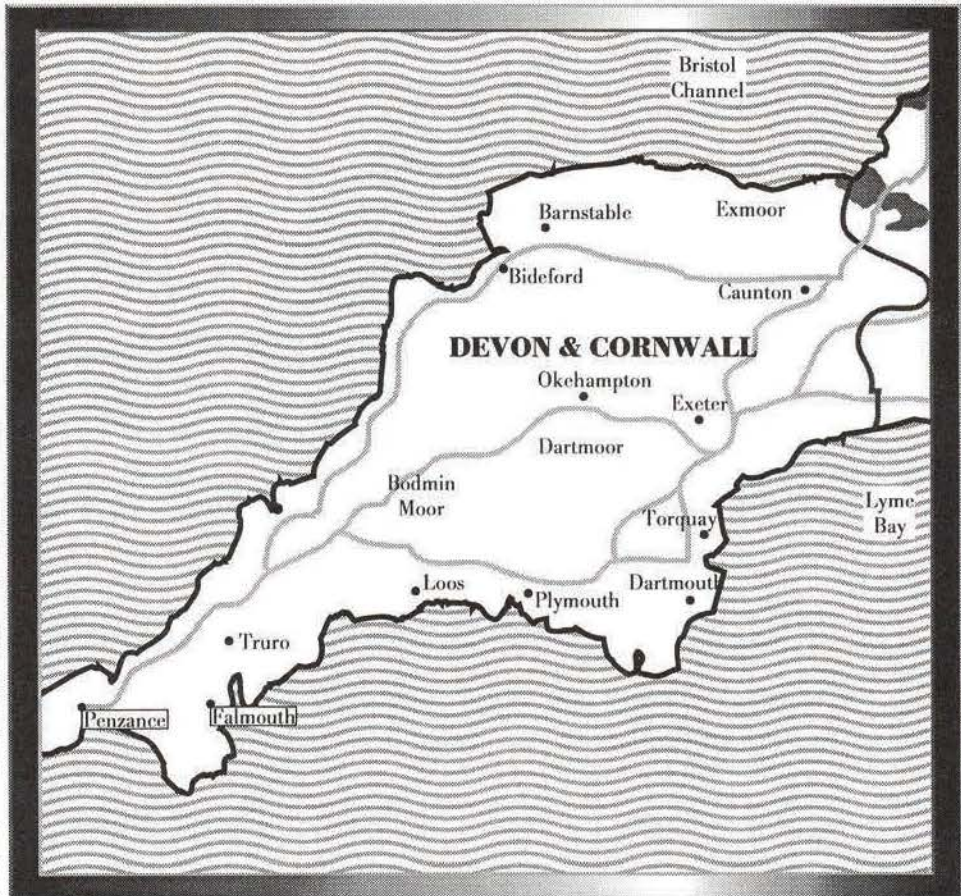 Bristol
Channel
Barnstable
Exmoor
Bideford
Caunton
DEVON & CORNWALL
Okehampton
Exeter
Dartmoor
Bodmin
Moor
Lyme
Bay
Torquay
Loos
Plymouth
Dartmouth
Truro
Penzance
Falmouth